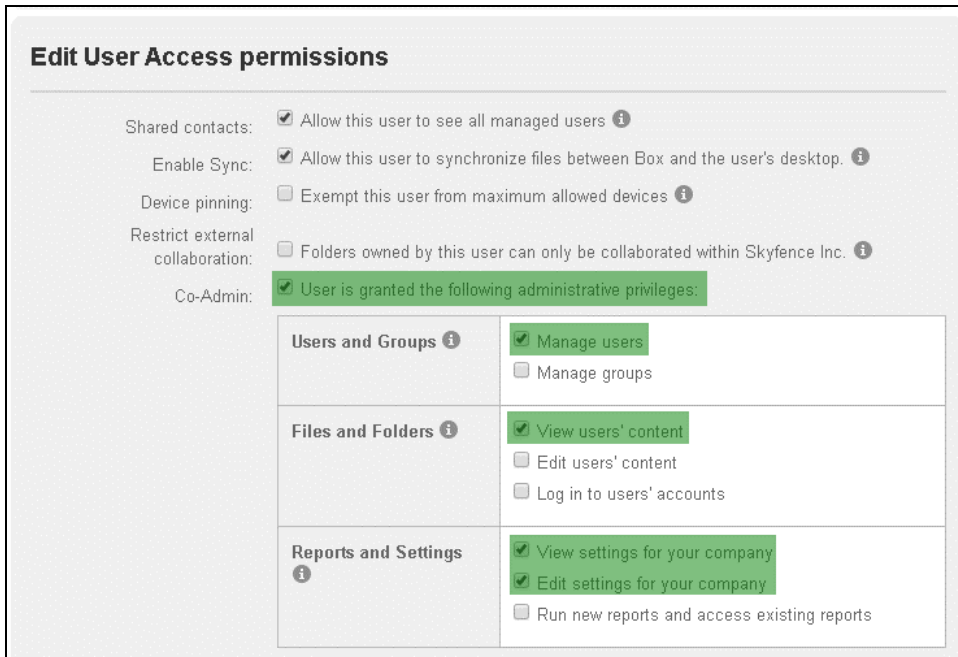 Edit User Access permissions
Shared contacts: Allow this user to see all managed users
Enable Sync: Allow this user to synchronize files between Box and the user's desktop.
Device pinning: Exempt this user from maximum allowed devices
Restrict external
collaboration: Folders owned by this user can only be collaborated within Skyfence Inc.
Co-Admin: User is granted the following administrative privileges:
Users and Groups Manage users
Manage groups
Files and Folders View users' content
Edit users' content
Log in to users' accounts
Reports and Settings View settings for your company
Edit settings for your company
Run new reports and access existing reports